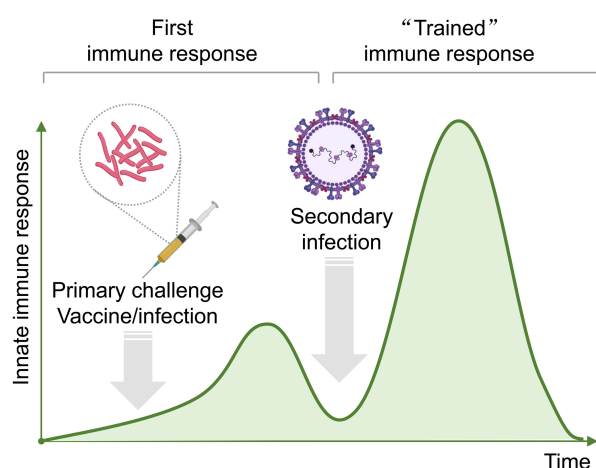 First
immune response
“Trained”
immune response
Secondary
infection
Primary challenge
Vaccine/infection
Innate immune response
Time